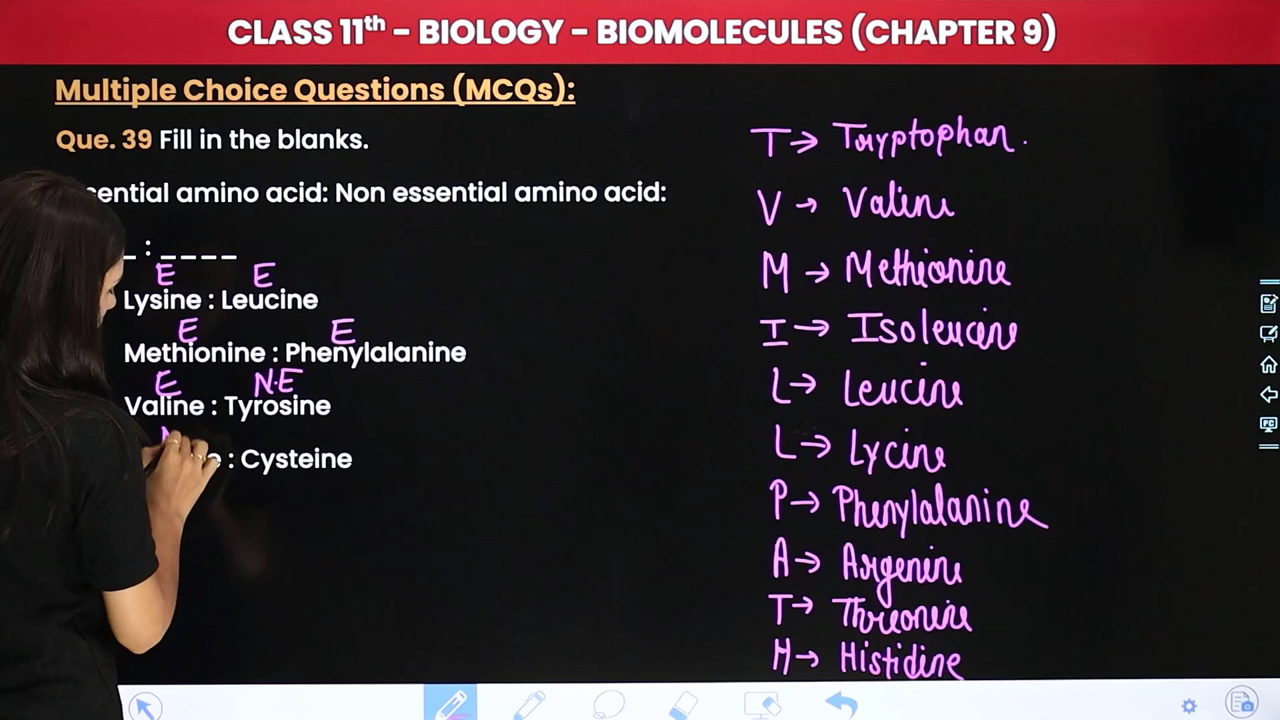 CLASS 11th - BIOLOGY - BIOMOLECULES (CHAPTER 9)
Multiple Choice Questions (MCQs):
Que. 39 Fill in the blanks.
sential amino acid: Non essential amino acid:
_ : _ _ _ _
E E
Lysine : Leucine
E E
Methionine : Phenylalanine
E N·E
Valine : Tyrosine
e : Cysteine
T → Tryptophan.
V → Valine
M → Methionine
I → Isoleucine
L → Leucine
L → Lycine
P → Phenylalanine
A → Argenine
T → Threonine
H → Histidine
PC